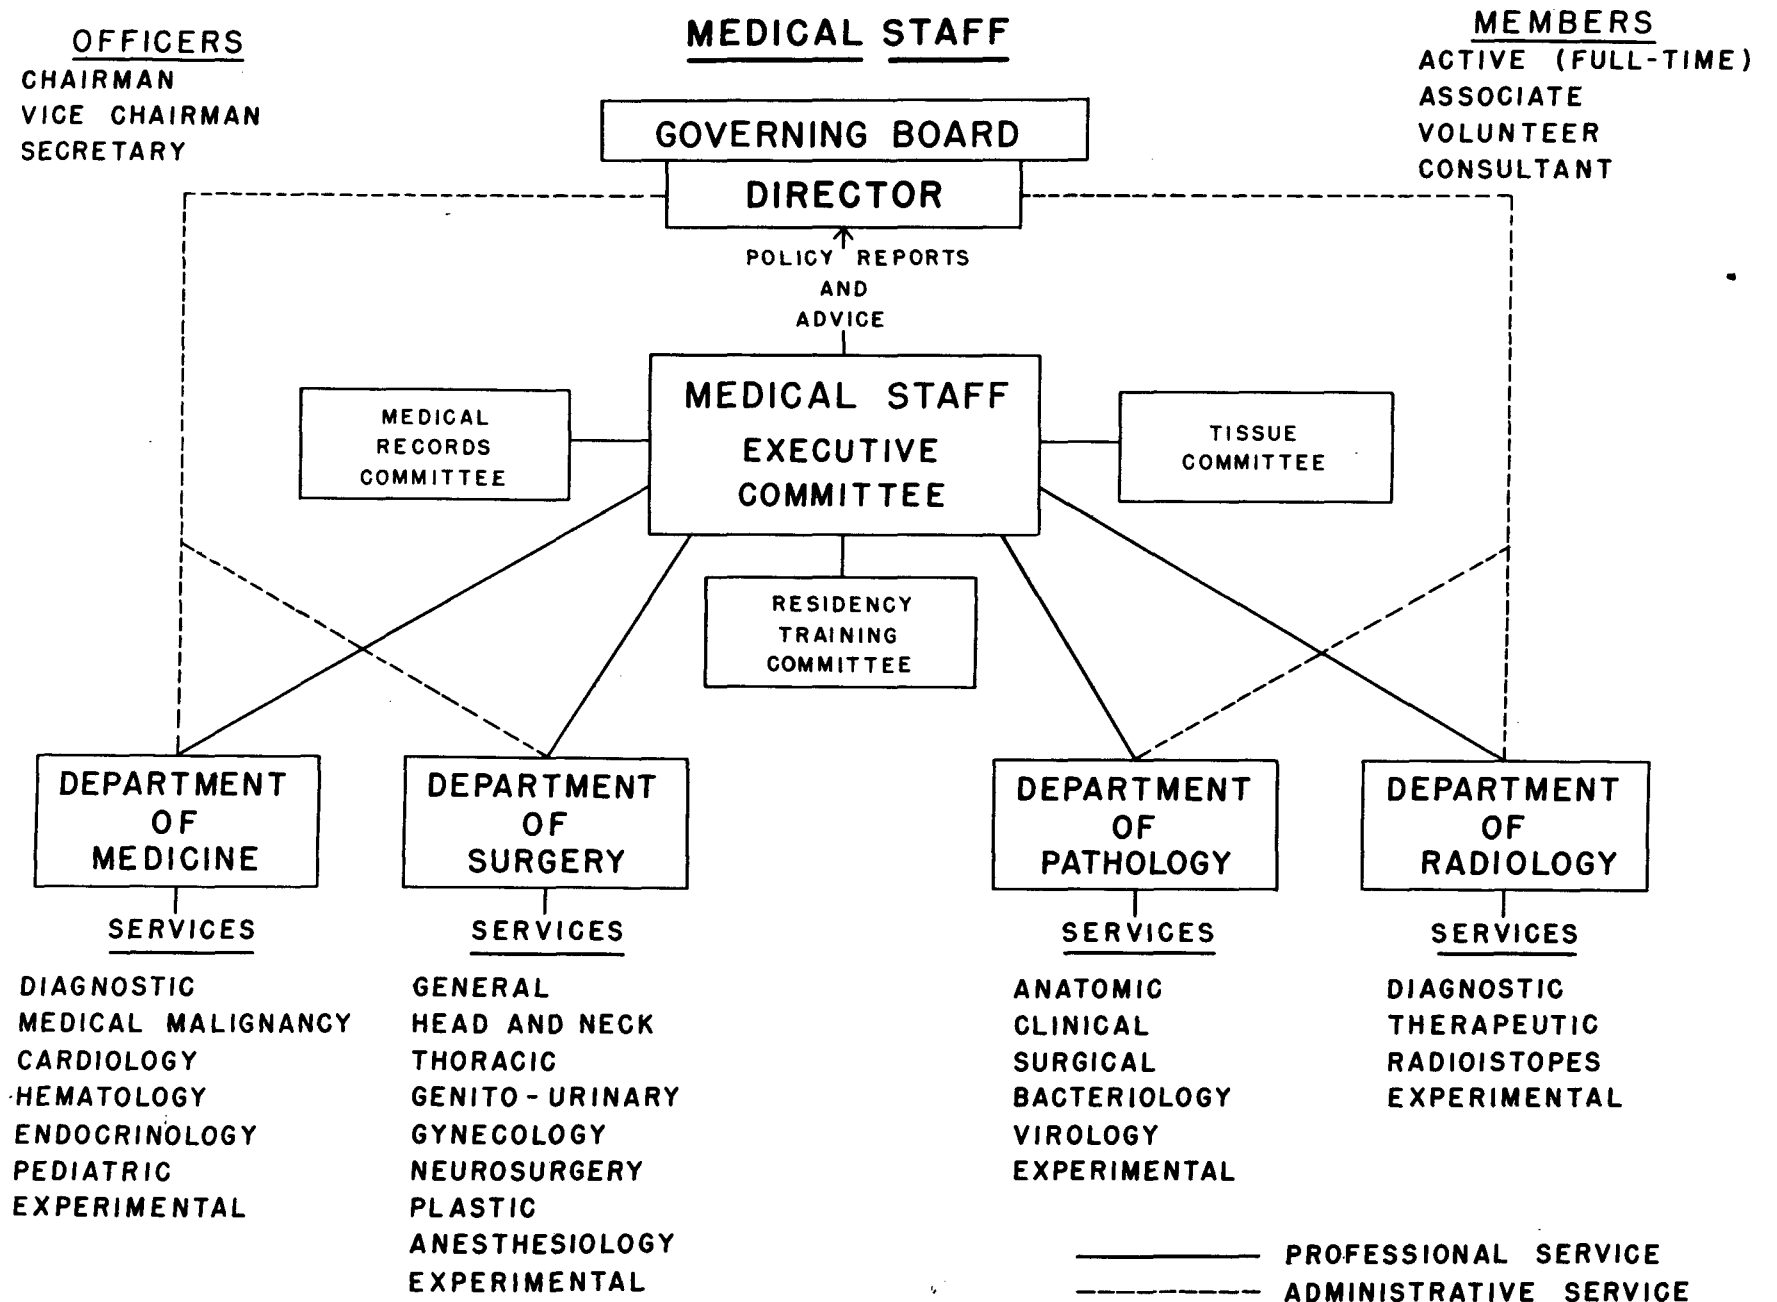 OFFICERS
CHAIRMAN
VICE CHAIRMAN
SECRETARY
MEDICAL STAFF
MEMBERS
ACTIVE (FULL-TIME)
ASSOCIATE
VOLUNTEER
CONSULTANT
GOVERNING BOARD
DIRECTOR
POLICY REPORTS
AND
ADVICE
MEDICAL STAFF
EXECUTIVE
COMMITTEE
MEDICAL
RECORDS
COMMITTEE
TISSUE
COMMITTEE
RESIDENCY
TRAINING
COMMITTEE
DEPARTMENT
OF
MEDICINE
SERVICES
DIAGNOSTIC
MEDICAL MALIGNANCY
CARDIOLOGY
HEMATOLOGY
ENDOCRINOLOGY
PEDIATRIC
EXPERIMENTAL
DEPARTMENT
OF
SURGERY
SERVICES
GENERAL
HEAD AND NECK
THORACIC
GENITO-URINARY
GYNECOLOGY
NEUROSURGERY
PLASTIC
ANESTHESIOLOGY
EXPERIMENTAL
DEPARTMENT
OF
PATHOLOGY
SERVICES
ANATOMIC
CLINICAL
SURGICAL
BACTERIOLOGY
VIROLOGY
EXPERIMENTAL
DEPARTMENT
OF
RADIOLOGY
SERVICES
DIAGNOSTIC
THERAPEUTIC
RADIOISTOPES
EXPERIMENTAL
PROFESSIONAL SERVICE
ADMINISTRATIVE SERVICE